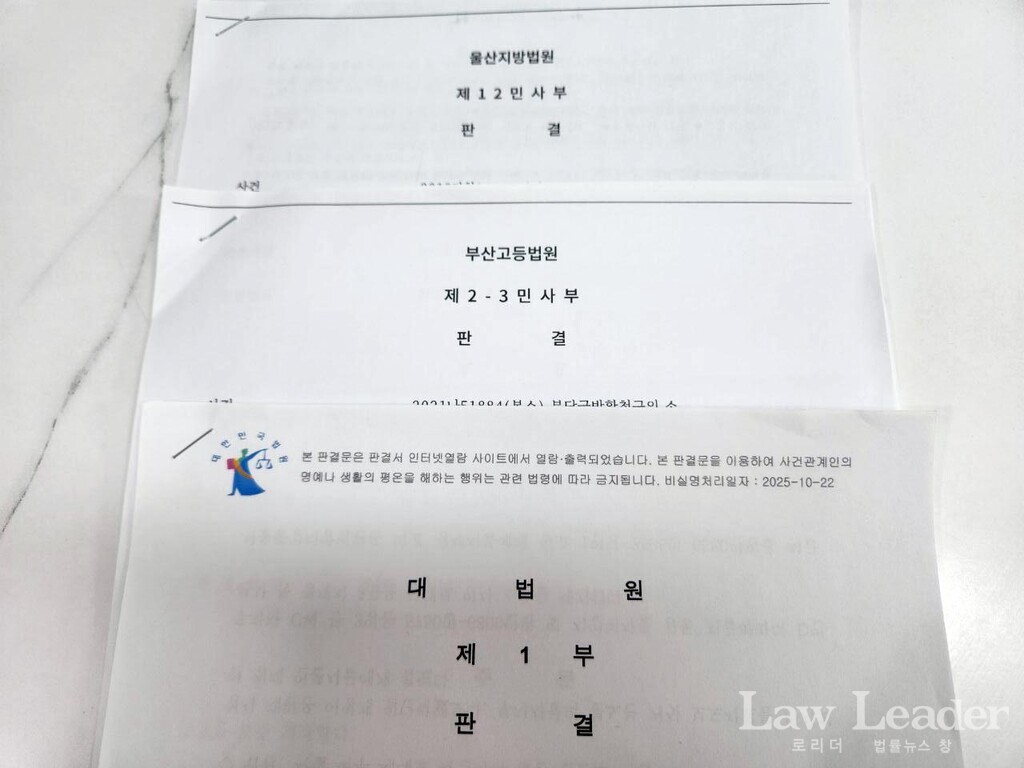 울산지방법원
제 1 2 민 사 부
판 결
사건
부산고등법원
제 2 - 3 민 사 부
판 결
대 한 민 국 법 원
본 판결문은 판결서 인터넷열람 사이트에서 열람·출력되었습니다. 본 판결문을 이용하여 사건관계인의
명예나 생활의 평온을 해하는 행위는 관련 법령에 따라 금지됩니다. 비실명처리일자 : 2025-10-22
대 법 원
제 1 부
판 결
Law Leader
로리더 법률뉴스 창